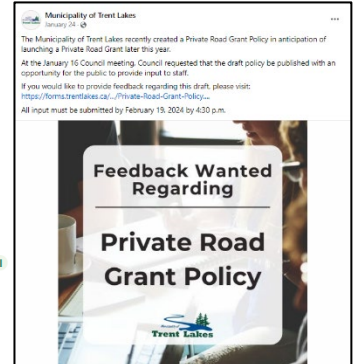 Municipality of Trent Lakes
January 24
The Municipality of Trent Lakes recently created a Private Road Grant Policy in anticipation of
launching a Private Road Grant later this year.
At the January 16 Council meeting, Council requested that the draft policy be published with an
opportunity for the public to provide input to staff.
If you would like to provide feedback regarding this draft, please visit:
https://forms.trentlakes.ca/.../Private-Road-Grant-Policy...
All input must be submitted by February 19, 2024 by 4:30 p.m.
Feedback Wanted
Regarding
Private Road
Grant Policy
Trent Lakes